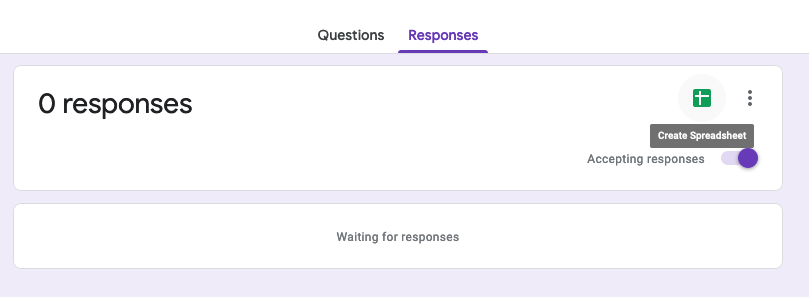 Questions Responses
0 responses
Create Spreadsheet
Accepting responses
Waiting for responses